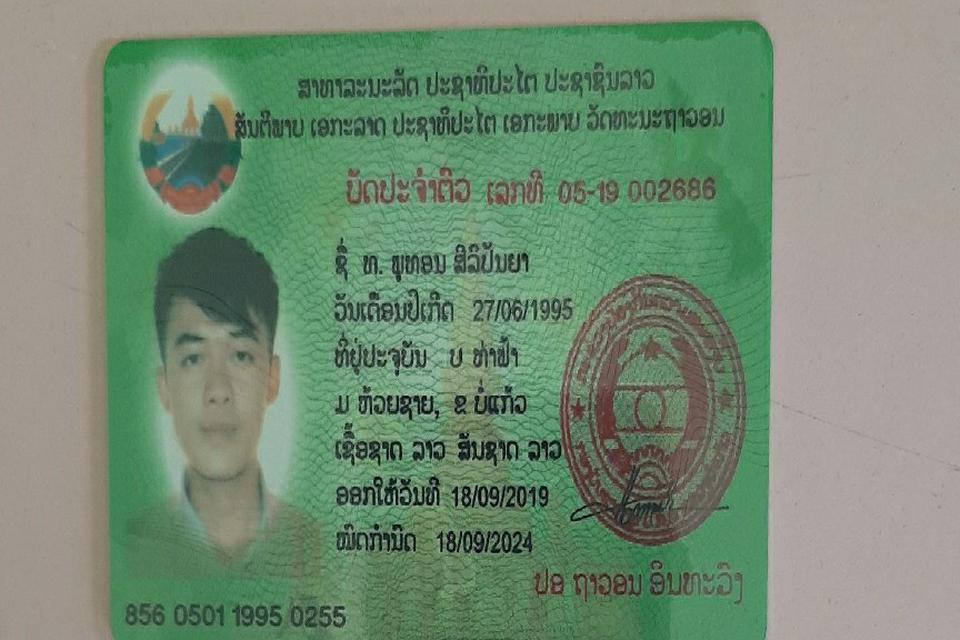 ສາທາລະນະລັດ ປະຊາທິປະໄຕ ປະຊາຊົນລາວ
ສັນຕິພາບ ເອກະລາດ ປະຊາທິປະໄຕ ເອກະພາບ ວັດທະນະຖາວອນ
ບັດປະຈຳຕົວ ເລກທີ 05-19 002686
ຊື່ ທ. ພູທອນ ສິລິປັນຍາ
ວັນເດືອນປີເກີດ 27/06/1995
ທີ່ຢູ່ປະຈຸບັນ ບ ທ່າຟ້າ
ມ ຫ້ວຍຊາຍ, ຂ ບໍ່ແກ້ວ
ເຊື້ອຊາດ ລາວ ສັນຊາດ ລາວ
ອອກໃຫ້ວັນທີ 18/09/2019
ໝົດກຳນົດ 18/09/2024
ປອ ຖາວອນ ອິນທະວົງ
856 0501 1995 0255